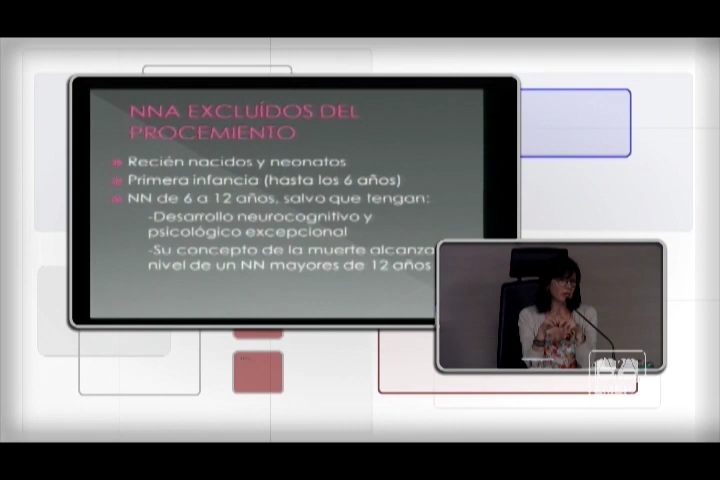 NNA EXCLUÍDOS DEL
PROCEMIENTO
Recién nacidos y neonatos
Primera infancia (hasta los 6 años)
NN de 6 a 12 años, salvo que tengan:
-Desarrollo neurocognitivo y
psicológico excepcional
-Su concepto de la muerte alcanza
nivel de un NN mayores de 12 años